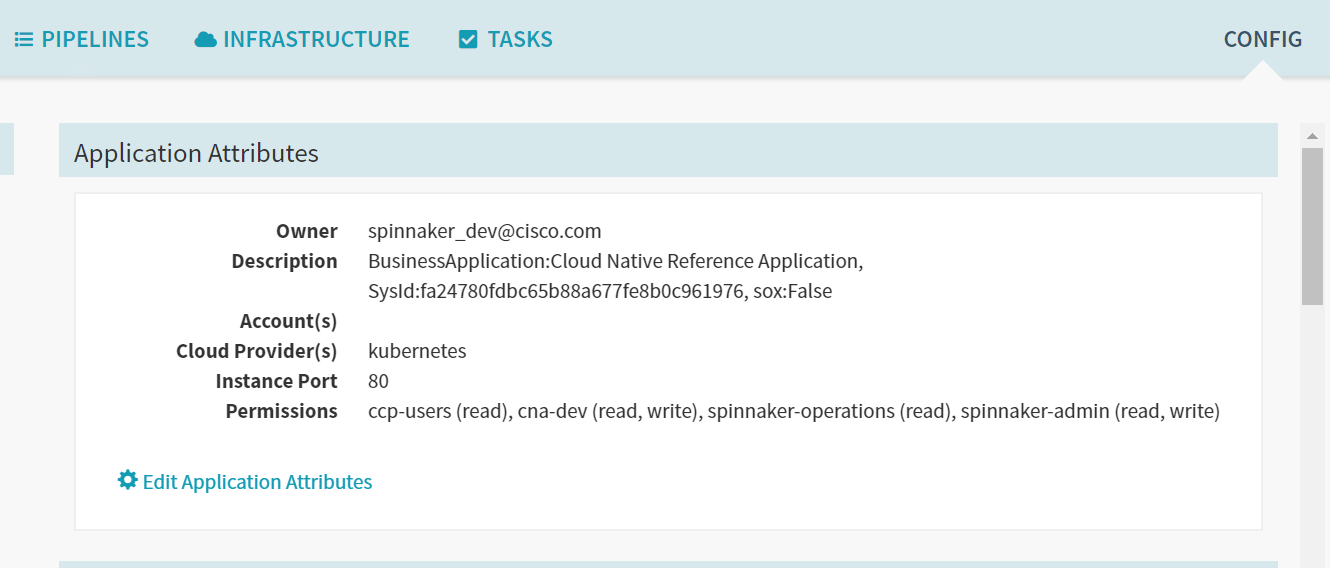 PIPELINES INFRASTRUCTURE TASKS CONFIG
Application Attributes
Owner spinnaker_dev@cisco.com
Description BusinessApplication:Cloud Native Reference Application,
SysId:fa24780fdbc65b88a677fe8b0c961976, sox:False
Account(s)
Cloud Provider(s) kubernetes
Instance Port 80
Permissions ccp-users (read), cna-dev (read, write), spinnaker-operations (read), spinnaker-admin (read, write)
Edit Application Attributes